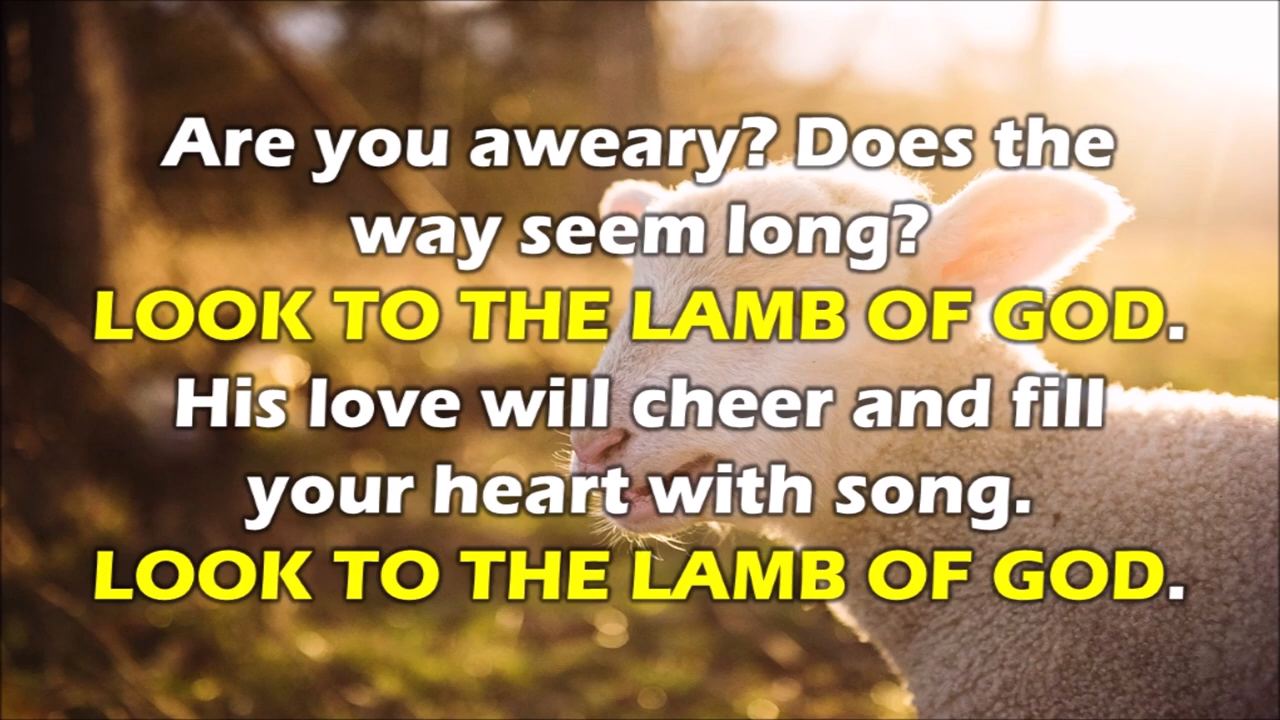 Are you aweary? Does the
way seem long?
LOOK TO THE LAMB OF GOD.
His love will cheer and fill
your heart with song.
LOOK TO THE LAMB OF GOD.